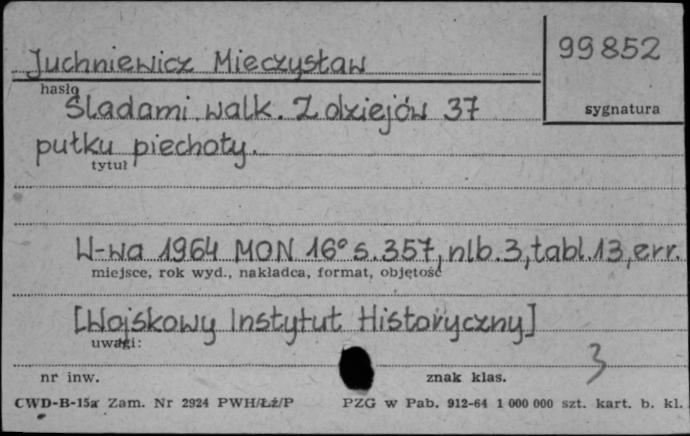 Juchniewicz Mieczysław
99852
hasło
sygnatura
Śladami walk. Z dziejów 37
pułku piechoty.
tytuł
W-wa 1964 MON 16° s. 357, nlb. 3, tabl. 13, err.
miejsce, rok wyd., nakładca, format, objętość
[Wojskowy Instytut Historyczny]
uwagi:
3
nr inw.
znak klas.
CWD-B-15a Zam. Nr 2924 PWH/Łź/P PZG w Pab. 912-64 1 000 000 szt. kart. b. kl.